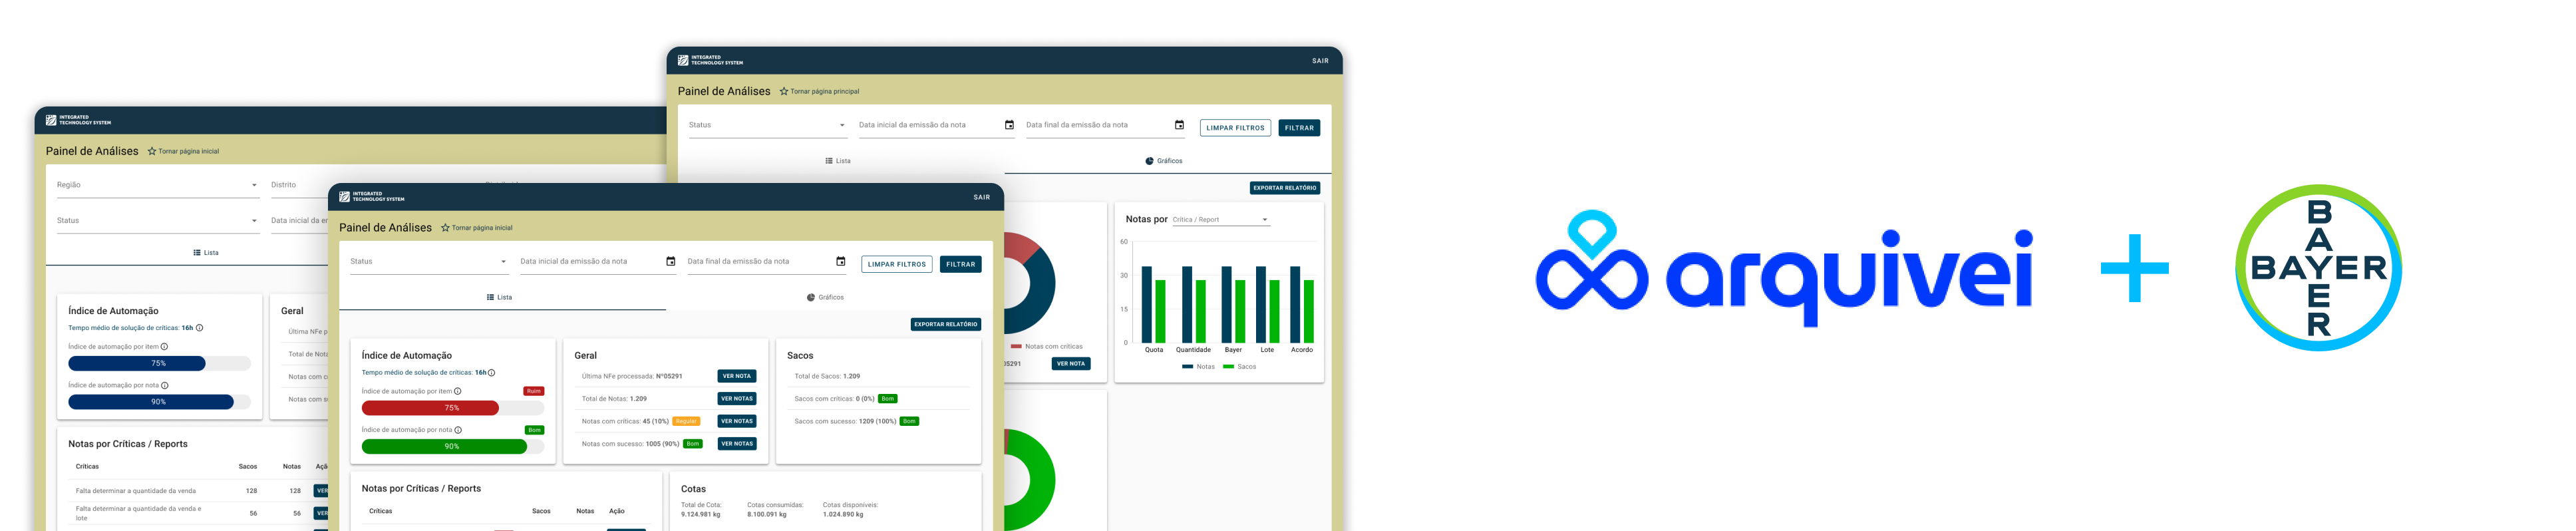 INTEGRATED
TECHNOLOGY SYSTEM
Painel de Análises
Tornar página inicial
Região
Distrito
Status
Data inicial da e
Lista
Índice de Automação
Tempo médio de solução de críticas: 16h
Índice de automação por item
75%
Índice de automação por nota
90%
Geral
Última NFe p
Total de Nota
Notas com c
Notas com s
Notas por Críticas / Reports
Críticas
Sacos
Notas
Açã
Falta determinar a quantidade da venda
128
128
VER
Falta determinar a quantidade da venda e
lote
56
56
VER
INTEGRATED
TECHNOLOGY SYSTEM
SAIR
Painel de Análises
Tornar página inicial
Status
Data inicial da emissão da nota
Data final da emissão da nota
LIMPAR FILTROS
FILTRAR
Lista
Gráficos
EXPORTAR RELATÓRIO
Índice de Automação
Tempo médio de solução de críticas: 16h
Índice de automação por item
Ruim
75%
Índice de automação por nota
Bom
90%
Geral
Última NFe processada: Nº05291
VER NOTA
Total de Notas: 1.209
VER NOTAS
Notas com críticas: 45 (10%)
Regular
VER NOTAS
Notas com sucesso: 1005 (90%)
Bom
VER NOTAS
Sacos
Total de Sacos: 1.209
Sacos com críticas: 0 (0%)
Bom
Sacos com sucesso: 1209 (100%)
Bom
Notas por Críticas / Reports
Críticas
Sacos
Notas
Ação
Cotas
Total de Cota:
9.124.981 kg
Cotas consumidas:
8.100.091 kg
Cotas disponíveis:
1.024.890 kg
INTEGRATED
TECHNOLOGY SYSTEM
SAIR
Painel de Análises
Tornar página principal
Status
Data inicial da emissão da nota
Data final da emissão da nota
LIMPAR FILTROS
FILTRAR
Lista
Gráficos
EXPORTAR RELATÓRIO
Notas com críticas
05291
VER NOTA
Notas por
Crítica / Report
60
30
15
0
Quota
Quantidade
Bayer
Lote
Acordo
Notas
Sacos
arquivei
BAYER
BAYER